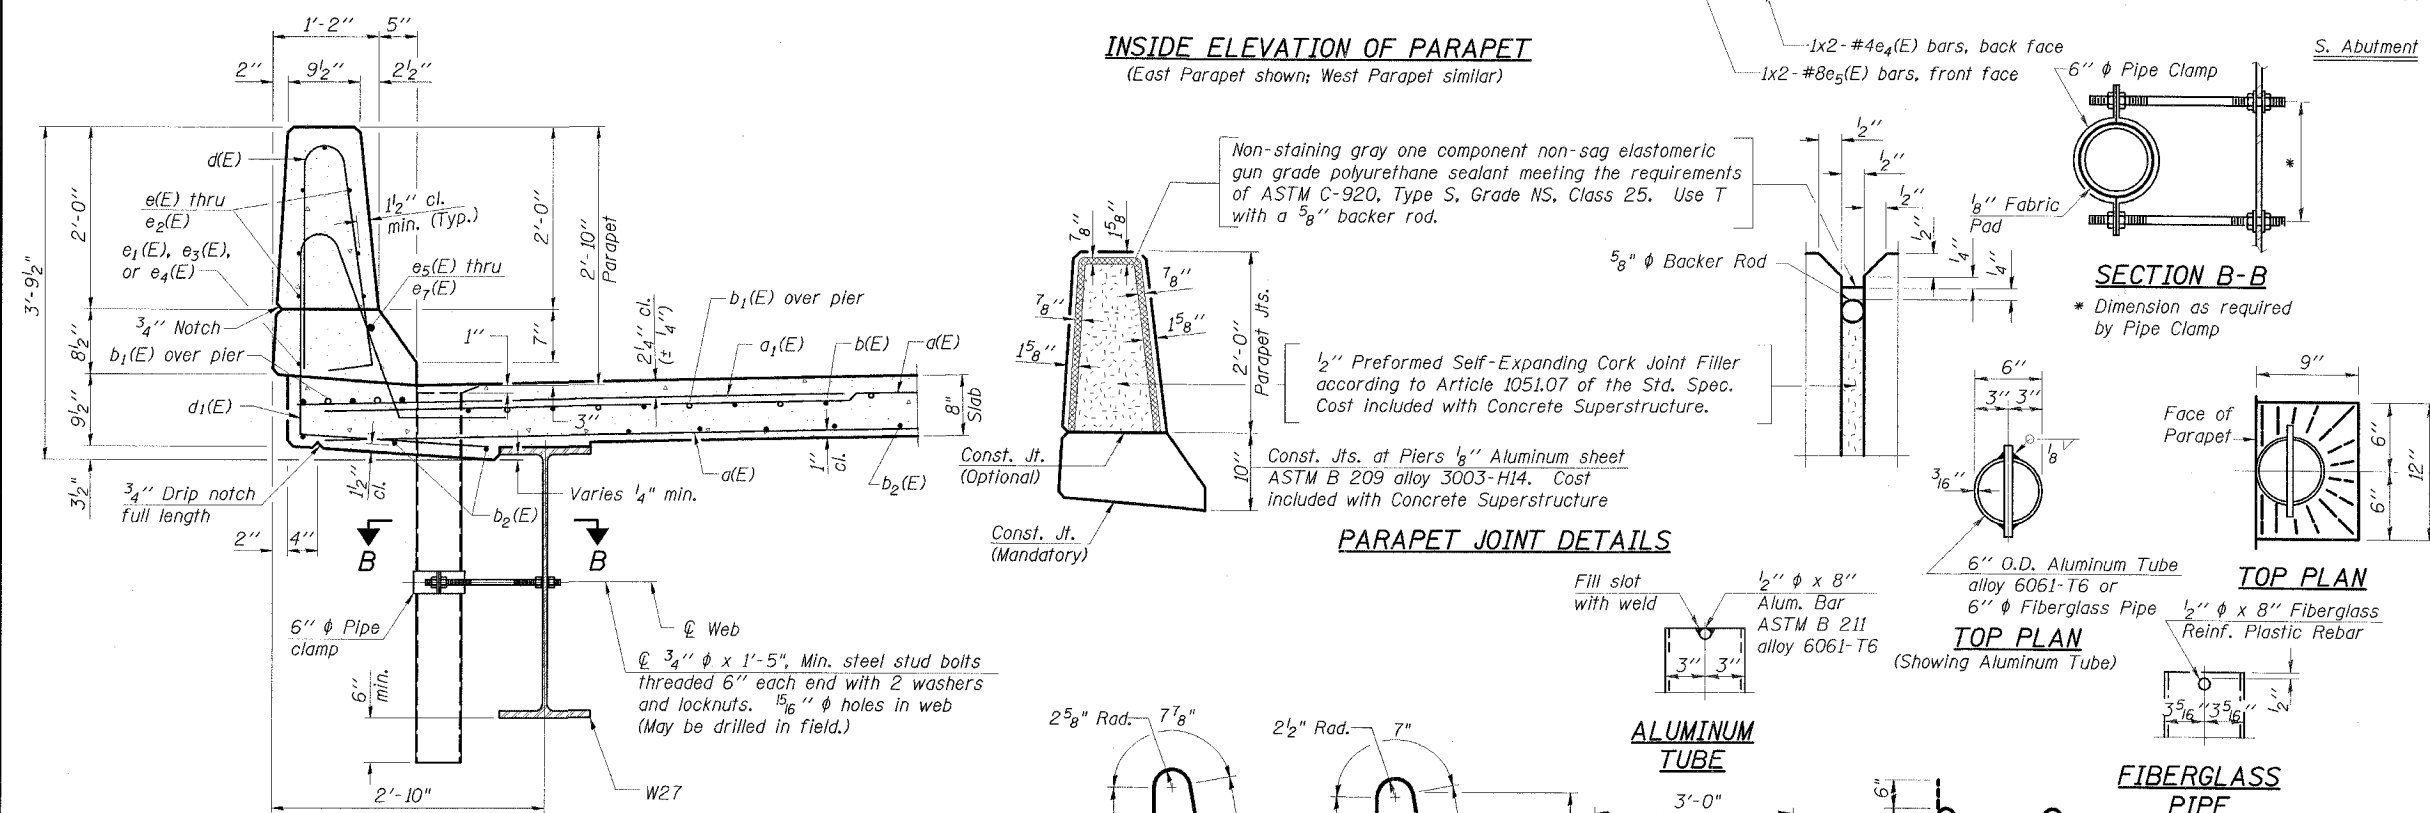 1'-2" 5"
2" 9½" 2½"
d(E)
e(E) thru
e₂(E)
e₁(E), e₃(E),
or e₄(E)
1½" cl.
min. (Typ.)
e₅(E) thru
e₇(E)
2'-0"
8½"
9½"
3½"
3'-9½"
2'-0"
7"
2'-10"
Parapet
¾" Notch
b₁(E) over pier
d₁(E)
1"
2¼" cl.
(± ¼")
b₁(E) over pier
a₁(E)
b(E)
a(E)
8"
Slab
3"
1"
cl.
a(E)
b₂(E)
Varies ¼" min.
b₂(E)
1½"
cl.
¾" Drip notch
full length
2" 4"
B B
6" ϕ Pipe
clamp
6"
min.
℄ Web
℄ ¾" ϕ x 1'-5", Min. steel stud bolts
threaded 6" each end with 2 washers
and locknuts. 15/16" ϕ holes in web
(May be drilled in field.)
W27
2'-10"
INSIDE ELEVATION OF PARAPET
(East Parapet shown; West Parapet similar)
1x2-#4e₄(E) bars, back face
1x2-#8e₅(E) bars, front face
S. Abutment
Non-staining gray one component non-sag elastomeric
gun grade polyurethane sealant meeting the requirements
of ASTM C-920, Type S, Grade NS, Class 25. Use T
with a ⅝" backer rod.
⅞"
1⅝"
⅞"
⅞"
1⅝"
1⅝"
2'-0"
Parapet Jts.
10"
½" Preformed Self-Expanding Cork Joint Filler
according to Article 1051.07 of the Std. Spec.
Cost included with Concrete Superstructure.
Const. Jt.
(Optional)
Const. Jts. at Piers ⅛" Aluminum sheet
ASTM B 209 alloy 3003-H14. Cost
included with Concrete Superstructure
Const. Jt.
(Mandatory)
PARAPET JOINT DETAILS
½"
½"
½"
½"
¼"
¼"
⅝" ϕ Backer Rod
6" ϕ Pipe Clamp
*
⅛" Fabric
Pad
SECTION B-B
* Dimension as required
by Pipe Clamp
6"
3" 3"
⅛
3/16"
6" O.D. Aluminum Tube
alloy 6061-T6 or
6" ϕ Fiberglass Pipe
TOP PLAN
(Showing Aluminum Tube)
9"
Face of
Parapet
6"
6"
12"
TOP PLAN
Fill slot
with weld
½" ϕ x 8"
Alum. Bar
ASTM B 211
alloy 6061-T6
3" 3"
ALUMINUM
TUBE
½" ϕ x 8" Fiberglass
Reinf. Plastic Rebar
3 5/16" 3 5/16"
½"
FIBERGLASS
PIPE
2⅝" Rad. 7⅞"
2½" Rad. 7"
3'-0"
6"